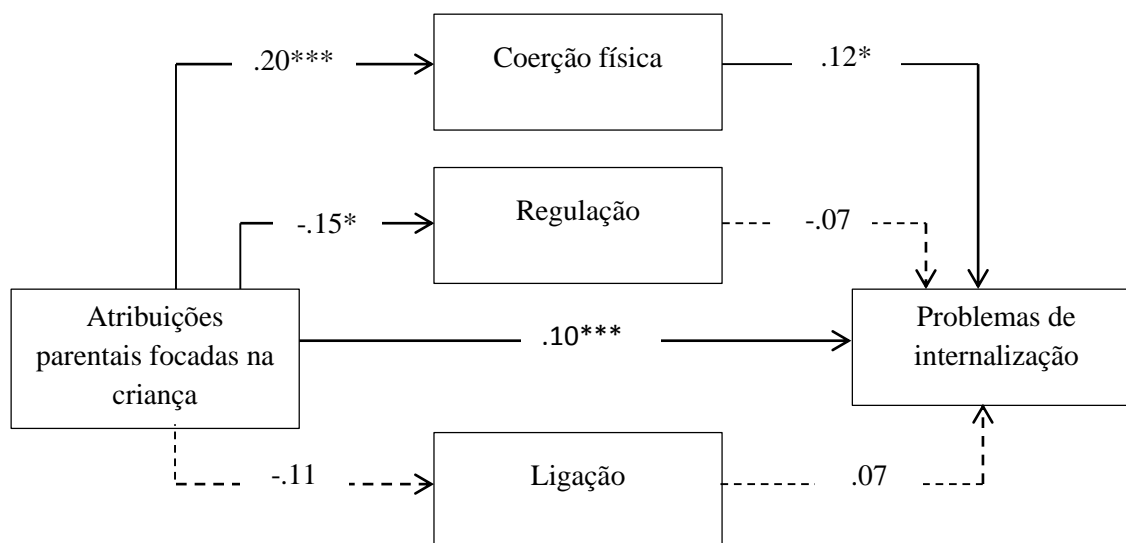 .20***
Coerção física
.12*
-.15*
Regulação
-.07
Atribuições
parentais focadas na
criança
.10***
Problemas de
internalização
-.11
Ligação
.07